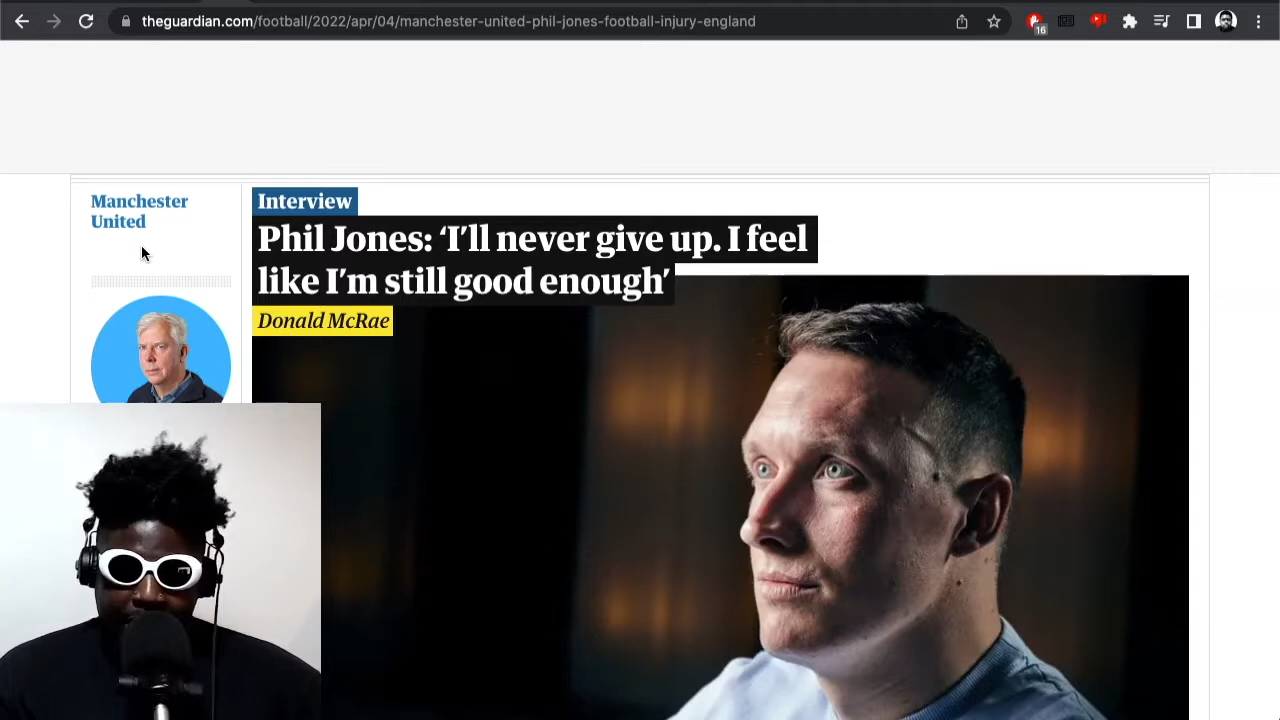 theguardian.com/football/2022/apr/04/manchester-united-phil-jones-football-injury-england
16
Manchester
United
Interview
Phil Jones: ‘I’ll never give up. I feel
like I’m still good enough’
Donald McRae